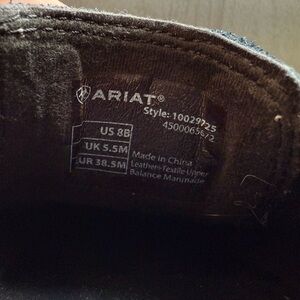 ARIAT®
Style: 10029725
US 8B
UK 5.5M
EUR 38.5M
Made in China
Leather+Textile Upper
Balance Manmade